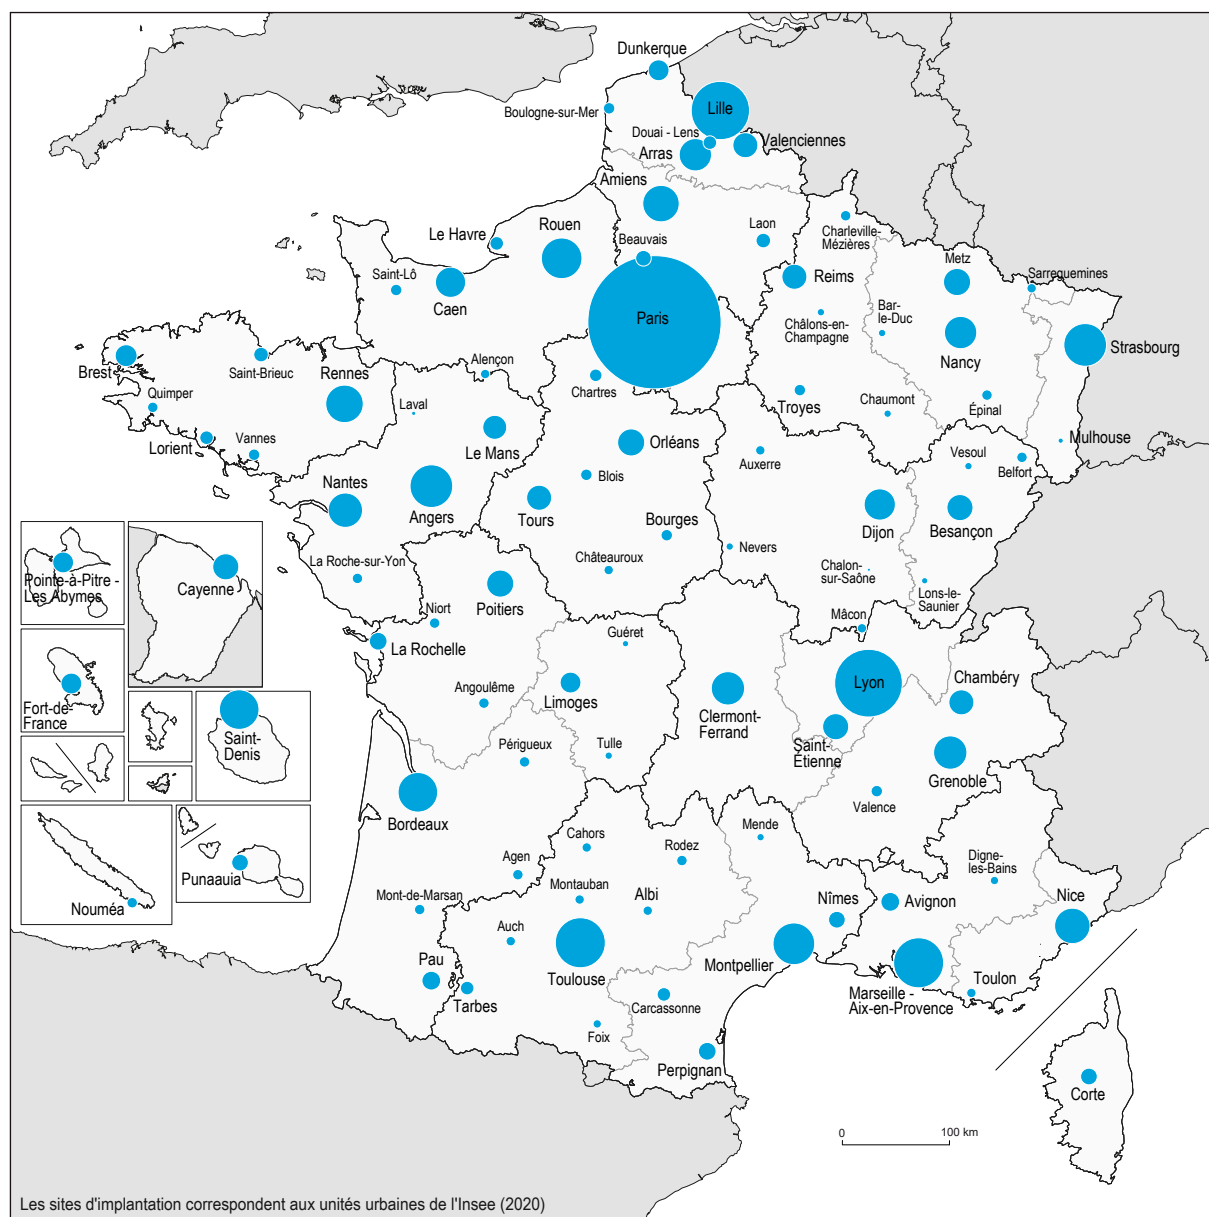 Dunkerque
Boulogne-sur-Mer
Lille
Douai - Lens
Valenciennes
Arras
Amiens
Rouen
Le Havre
Beauvais
Laon
Charleville-
Mézières
Saint-Lô
Caen
Reims
Metz
Sarreguemines
Paris
Châlons-en-
Champagne
Bar-
le-Duc
Nancy
Strasbourg
Brest
Saint-Brieuc
Rennes
Alençon
Chartres
Troyes
Chaumont
Épinal
Quimper
Laval
Lorient
Vannes
Le Mans
Orléans
Auxerre
Mulhouse
Vesoul
Belfort
Nantes
Angers
Blois
Tours
Bourges
Dijon
Besançon
Nevers
La Roche-sur-Yon
Châteauroux
Chalon-
sur-Saône
Lons-le-
Saunier
Pointe-à-Pitre -
Les Abymes
Cayenne
Poitiers
Niort
Mâcon
La Rochelle
Guéret
Fort-de-
France
Saint-
Denis
Angoulême
Limoges
Clermont-
Ferrand
Lyon
Chambéry
Saint-
Étienne
Grenoble
Périgueux
Tulle
Valence
Bordeaux
Cahors
Rodez
Mende
Punaauia
Agen
Digne-
les-Bains
Nouméa
Mont-de-Marsan
Montauban
Albi
Nîmes
Avignon
Nice
Auch
Toulouse
Montpellier
Pau
Tarbes
Carcassonne
Marseille -
Aix-en-Provence
Toulon
Foix
Perpignan
Corte
0
100 km
Les sites d'implantation correspondent aux unités urbaines de l'Insee (2020)